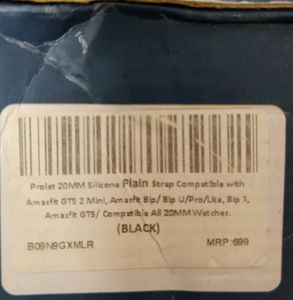 Prolet 20MM Silicone Plain Strap Compatible with
Amazfit GTS 2 Mini, Amazfit Bip/ Bip U/Pro/Lite, Bip 3,
Amazfit GTS/ Compatible All 20MM Watches.
(BLACK)
B09N9GXMLR MRP:699